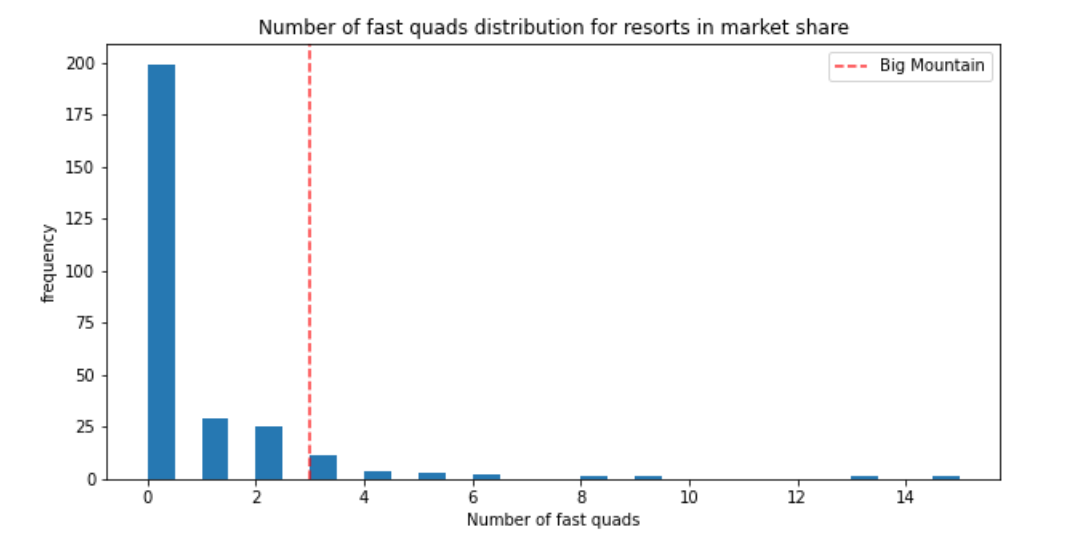 Number of fast quads distribution for resorts in market share
Big Mountain
200
175
150
125
100
75
50
25
0
frequency
0 2 4 6 8 10 12 14
Number of fast quads